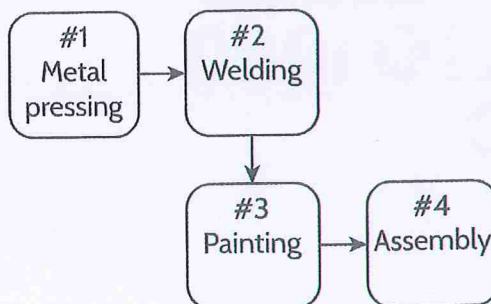 #1
Metal
pressing
#2
Welding
#3
Painting
#4
Assembly